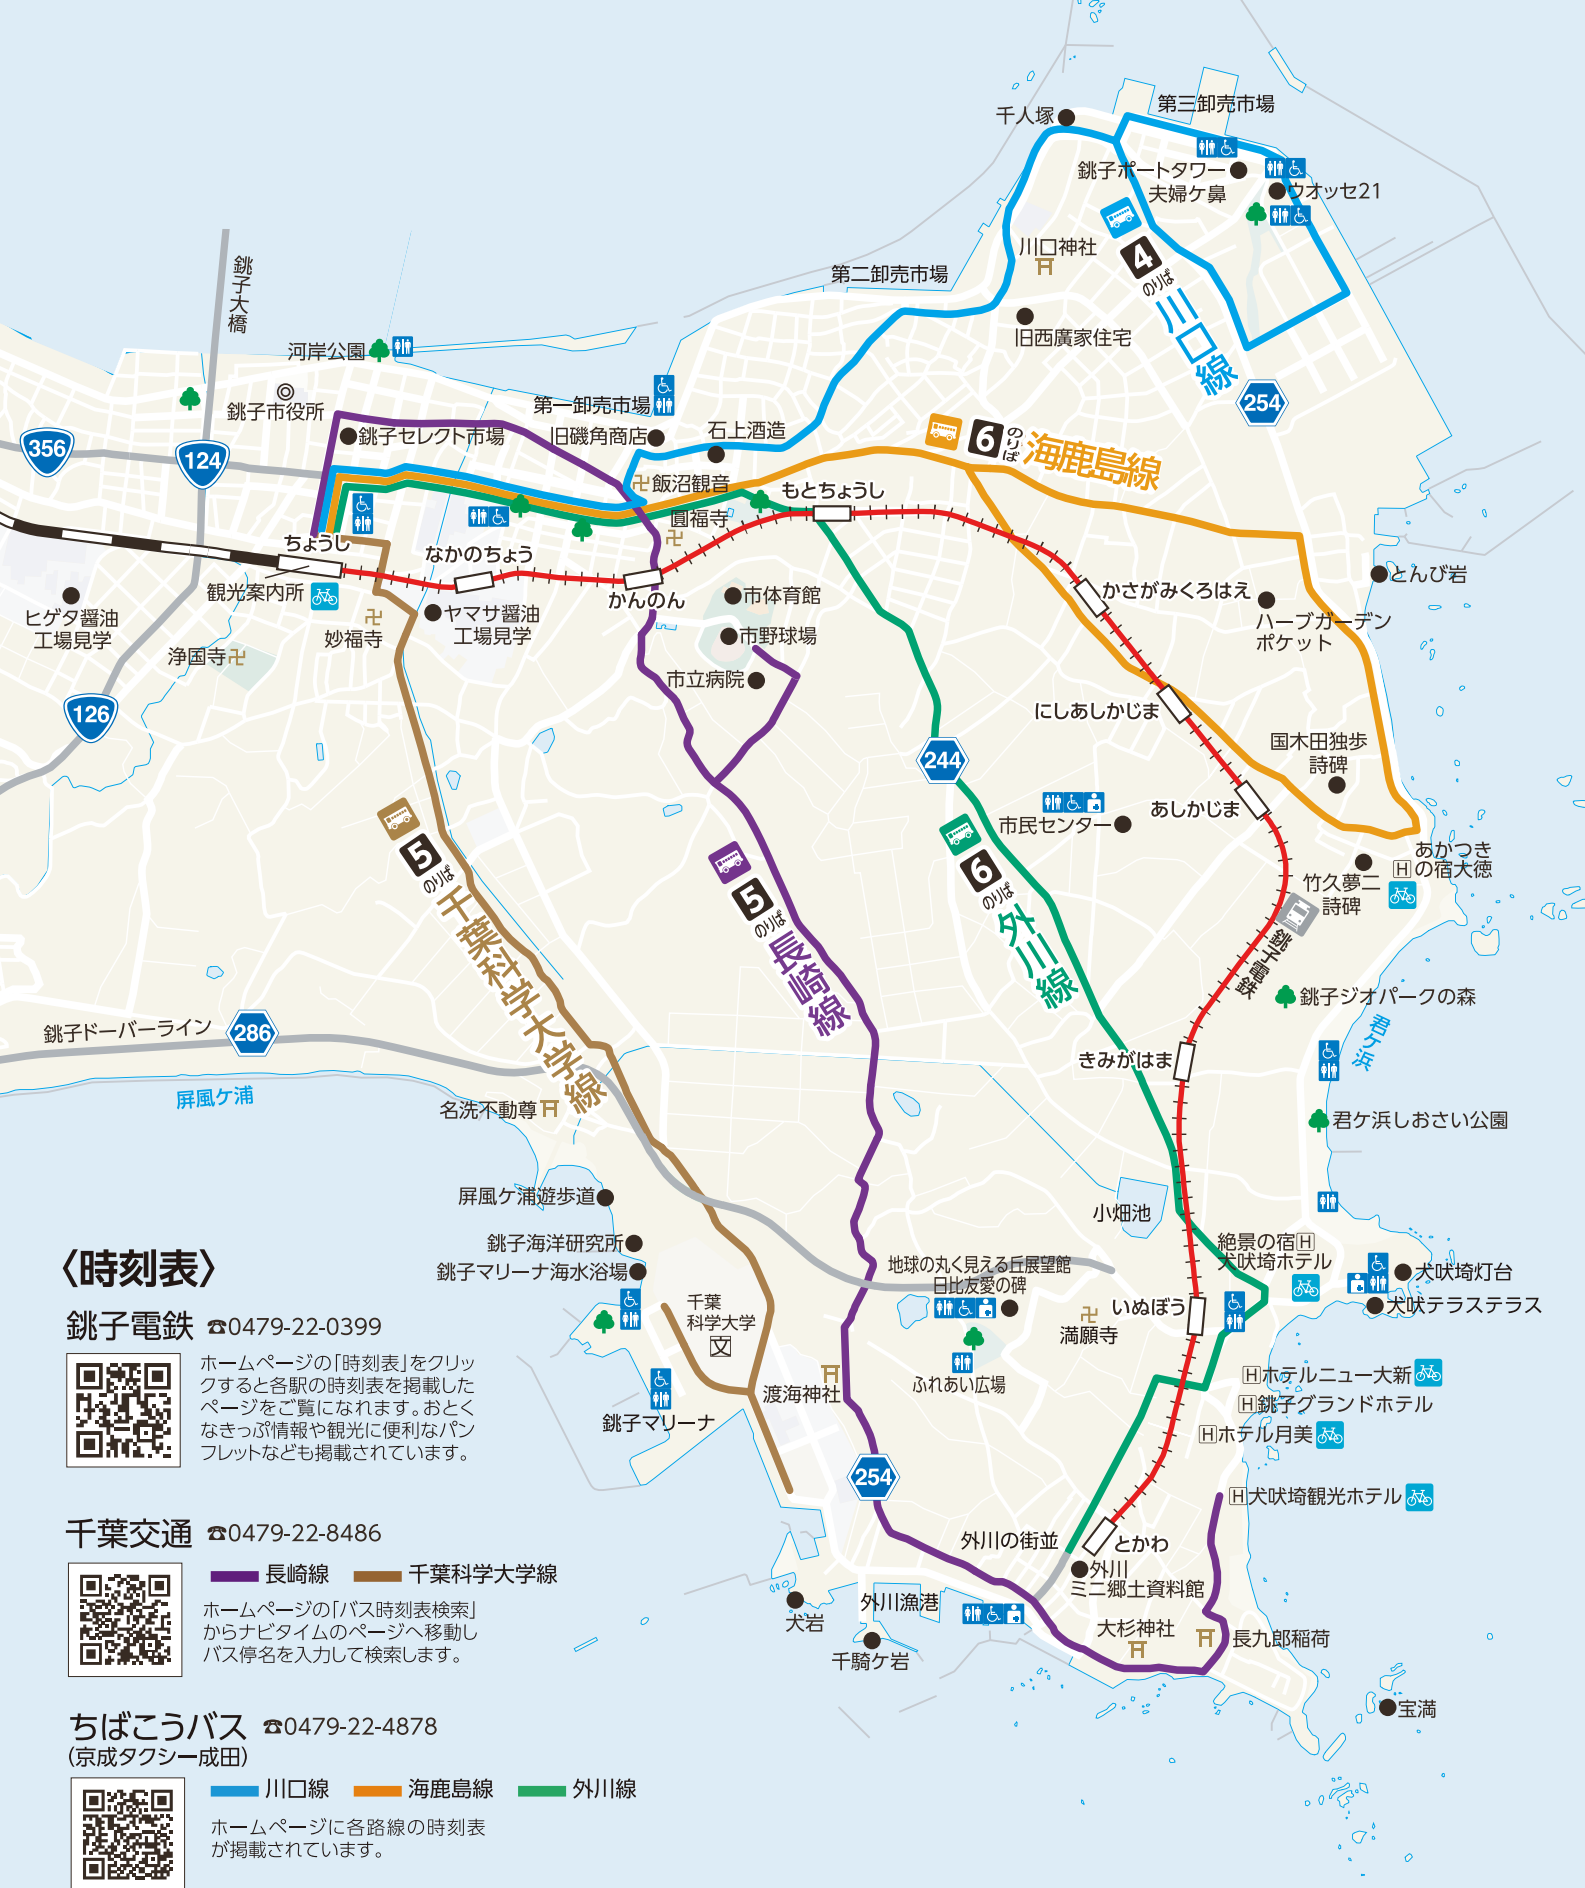 千人塚
第三卸売市場
銚子ポートタワー
夫婦ケ鼻
ウオッセ21
川口神社
4
のりば
川口線
第二卸売市場
旧西廣家住宅
254
銚子大橋
河岸公園
銚子市役所
356
124
銚子セレクト市場
第一卸売市場
旧磯角商店
石上酒造
飯沼観音
圓福寺
6
のりば
海鹿島線
もとちょうし
ちょうし
観光案内所
なかのちょう
かんのん
ヒゲタ醤油
工場見学
浄国寺
妙福寺
ヤマサ醤油
工場見学
126
市体育館
市野球場
市立病院
とんび岩
かさがみくろはえ
ハーブガーデン
ポケット
にしあしかじま
国木田独歩
詩碑
244
あしかじま
市民センター
あかつき
Hの宿大徳
竹久夢二
詩碑
5
のりば
千葉科学大学線
5
のりば
長崎線
6
のりば
外川線
銚子電鉄
銚子ジオパークの森
君ケ浜
銚子ドーバーライン
286
屏風ケ浦
きみがはま
君ケ浜しおさい公園
名洗不動尊
屏風ケ浦遊歩道
銚子海洋研究所
銚子マリーナ海水浴場
千葉
科学大学
文
銚子マリーナ
渡海神社
小畑池
地球の丸く見える丘展望館
日比友愛の碑
満願寺
ふれあい広場
絶景の宿H
犬吠埼ホテル
犬吠埼灯台
犬吠テラステラス
いぬぼう
Hホテルニュー大新
H銚子グランドホテル
Hホテル月美
H犬吠埼観光ホテル
254
外川の街並
とかわ
外川
ミニ郷土資料館
犬岩
外川漁港
千騎ケ岩
大杉神社
長九郎稲荷
宝満
〈時刻表〉
銚子電鉄 ☎0479-22-0399
ホームページの「時刻表」をクリッ
クすると各駅の時刻表を掲載した
ページをご覧になれます。おとく
なきっぷ情報や観光に便利なパン
フレットなども掲載されています。
千葉交通 ☎0479-22-8486
長崎線 千葉科学大学線
ホームページの「バス時刻表検索」
からナビタイムのページへ移動し
バス停名を入力して検索します。
ちばこうバス ☎0479-22-4878
(京成タクシー成田)
川口線 海鹿島線 外川線
ホームページに各路線の時刻表
が掲載されています。